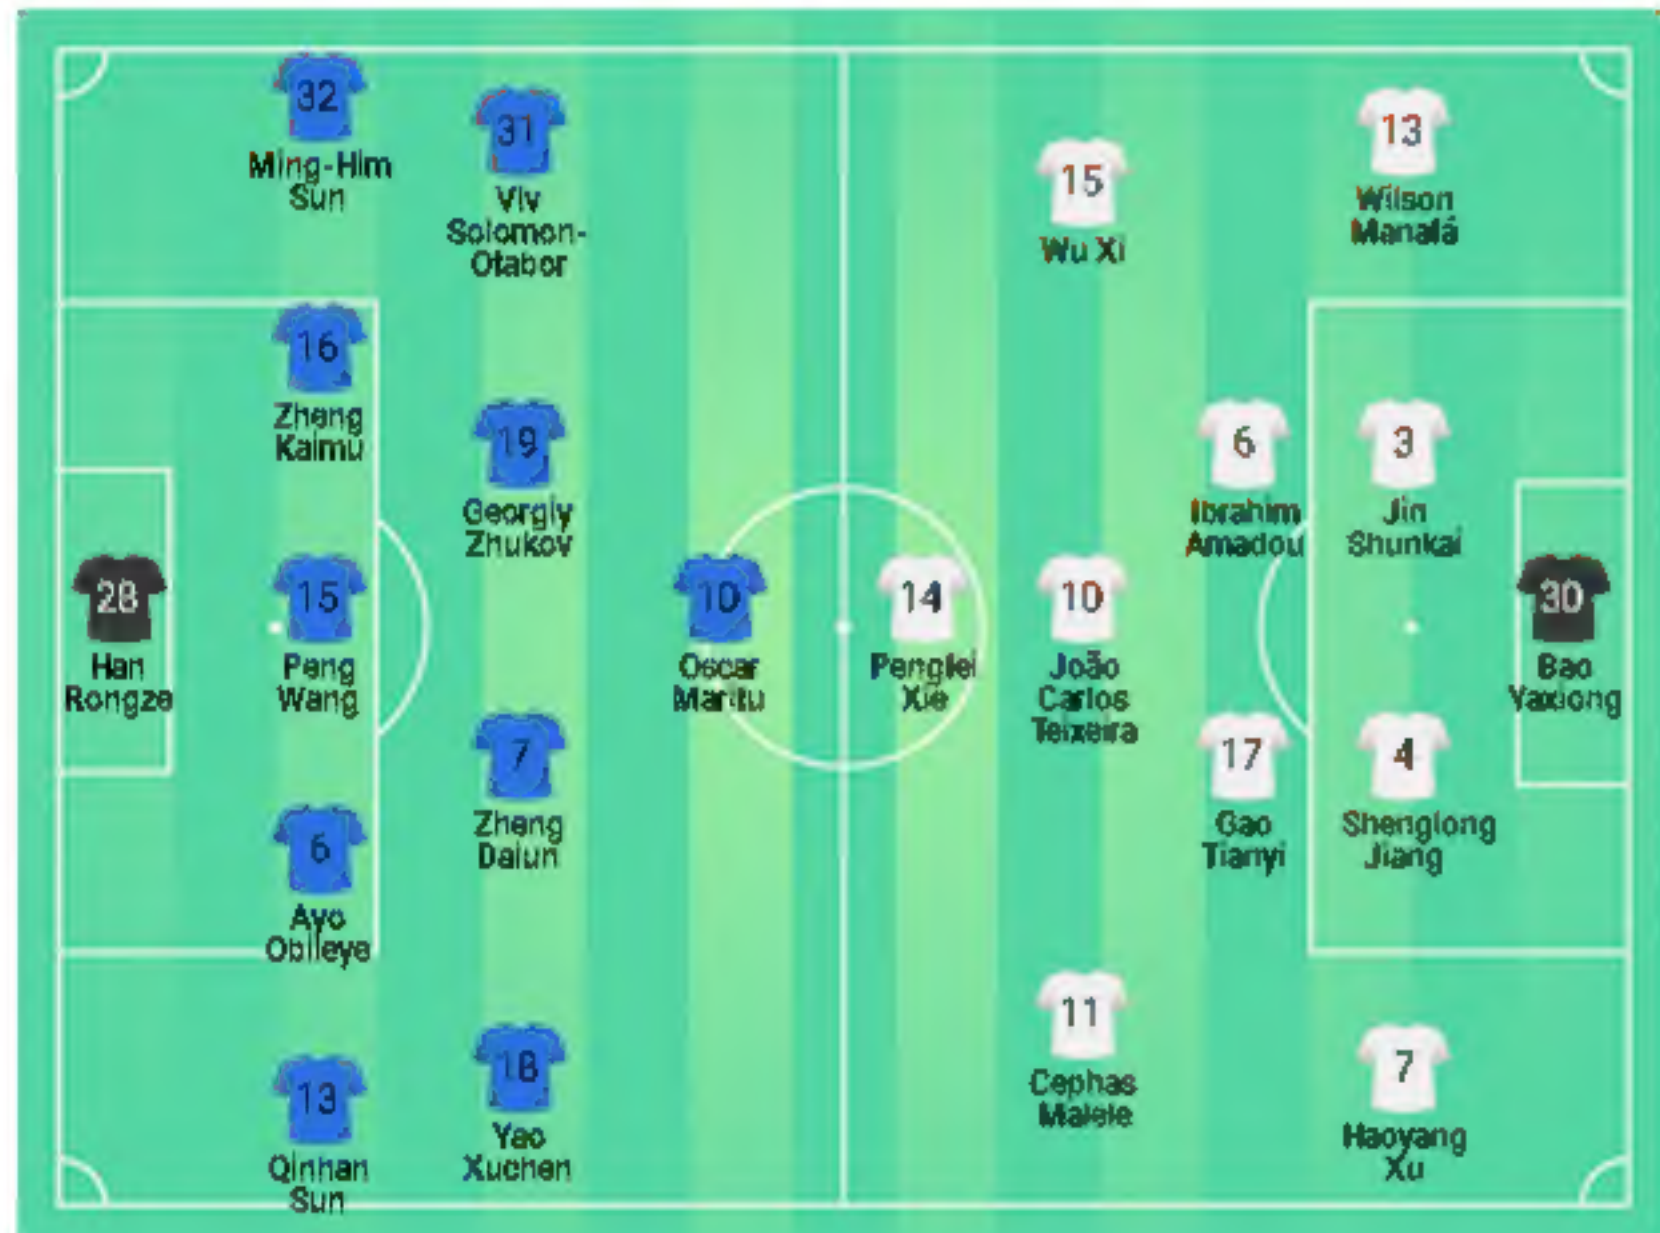 32
Ming-Him
Sun
31
Viv
Solomon-
Otabor
16
Zheng
Kaimu
19
Georgiy
Zhukov
28
Han
Rongze
15
Peng
Wang
10
Oscar
Maritu
7
Zheng
Dalun
6
Ayo
Obileye
18
Yao
Xuchen
13
Qinhan
Sun
15
Wu Xi
13
Wilson
Manafá
6
Ibrahim
Amadou
3
Jin
Shunkai
14
Pengfei
Xie
10
João
Carlos
Teixeira
30
Bao
Yaxiong
17
Gao
Tianyi
4
Shenglong
Jiang
11
Cephas
Malele
7
Haoyang
Xu